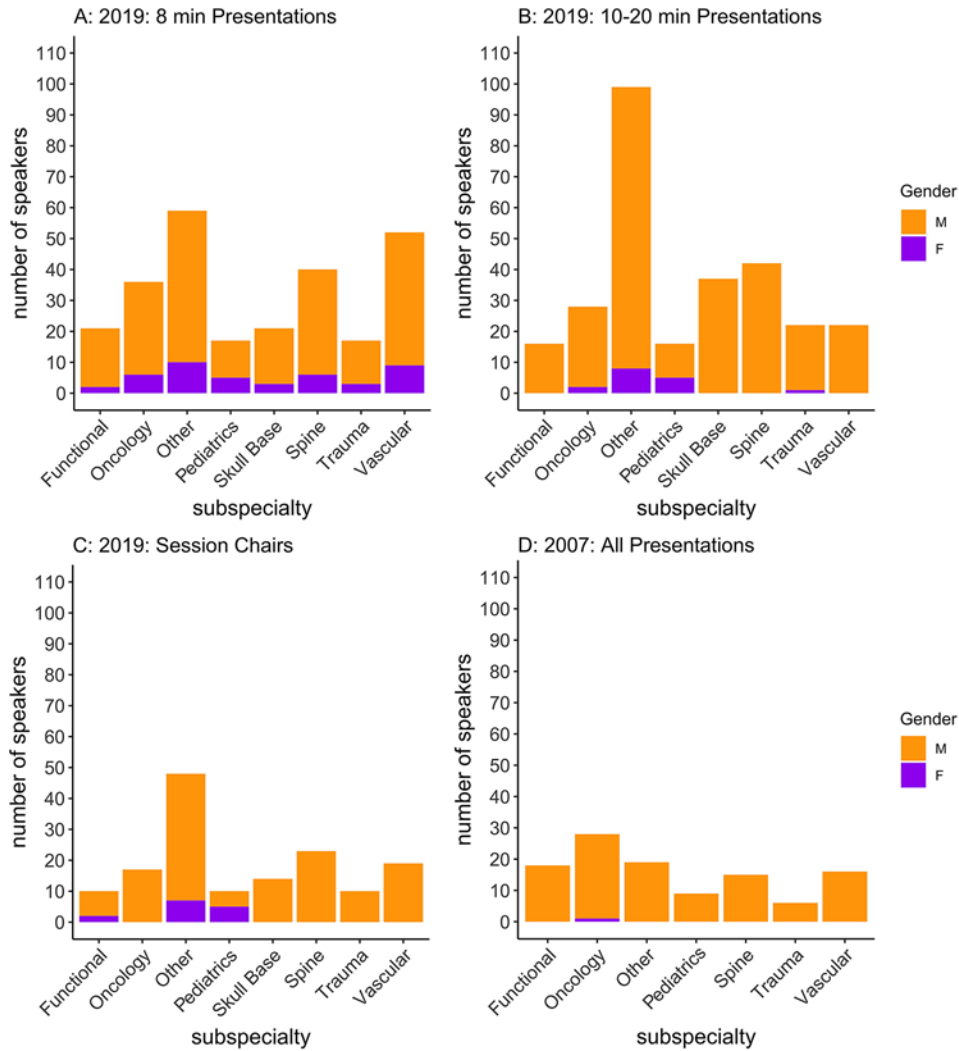 A: 2019: 8 min Presentations
number of speakers
110
100
90
80
70
60
50
40
30
20
10
0
Functional
Oncology
Other
Pediatrics
Skull Base
Spine
Trauma
Vascular
subspecialty
B: 2019: 10-20 min Presentations
number of speakers
110
100
90
80
70
60
50
40
30
20
10
0
Functional
Oncology
Other
Pediatrics
Skull Base
Spine
Trauma
Vascular
subspecialty
Gender
M
F
C: 2019: Session Chairs
number of speakers
110
100
90
80
70
60
50
40
30
20
10
0
Functional
Oncology
Other
Pediatrics
Skull Base
Spine
Trauma
Vascular
subspecialty
D: 2007: All Presentations
number of speakers
110
100
90
80
70
60
50
40
30
20
10
0
Functional
Oncology
Other
Pediatrics
Spine
Trauma
Vascular
subspecialty
Gender
M
F